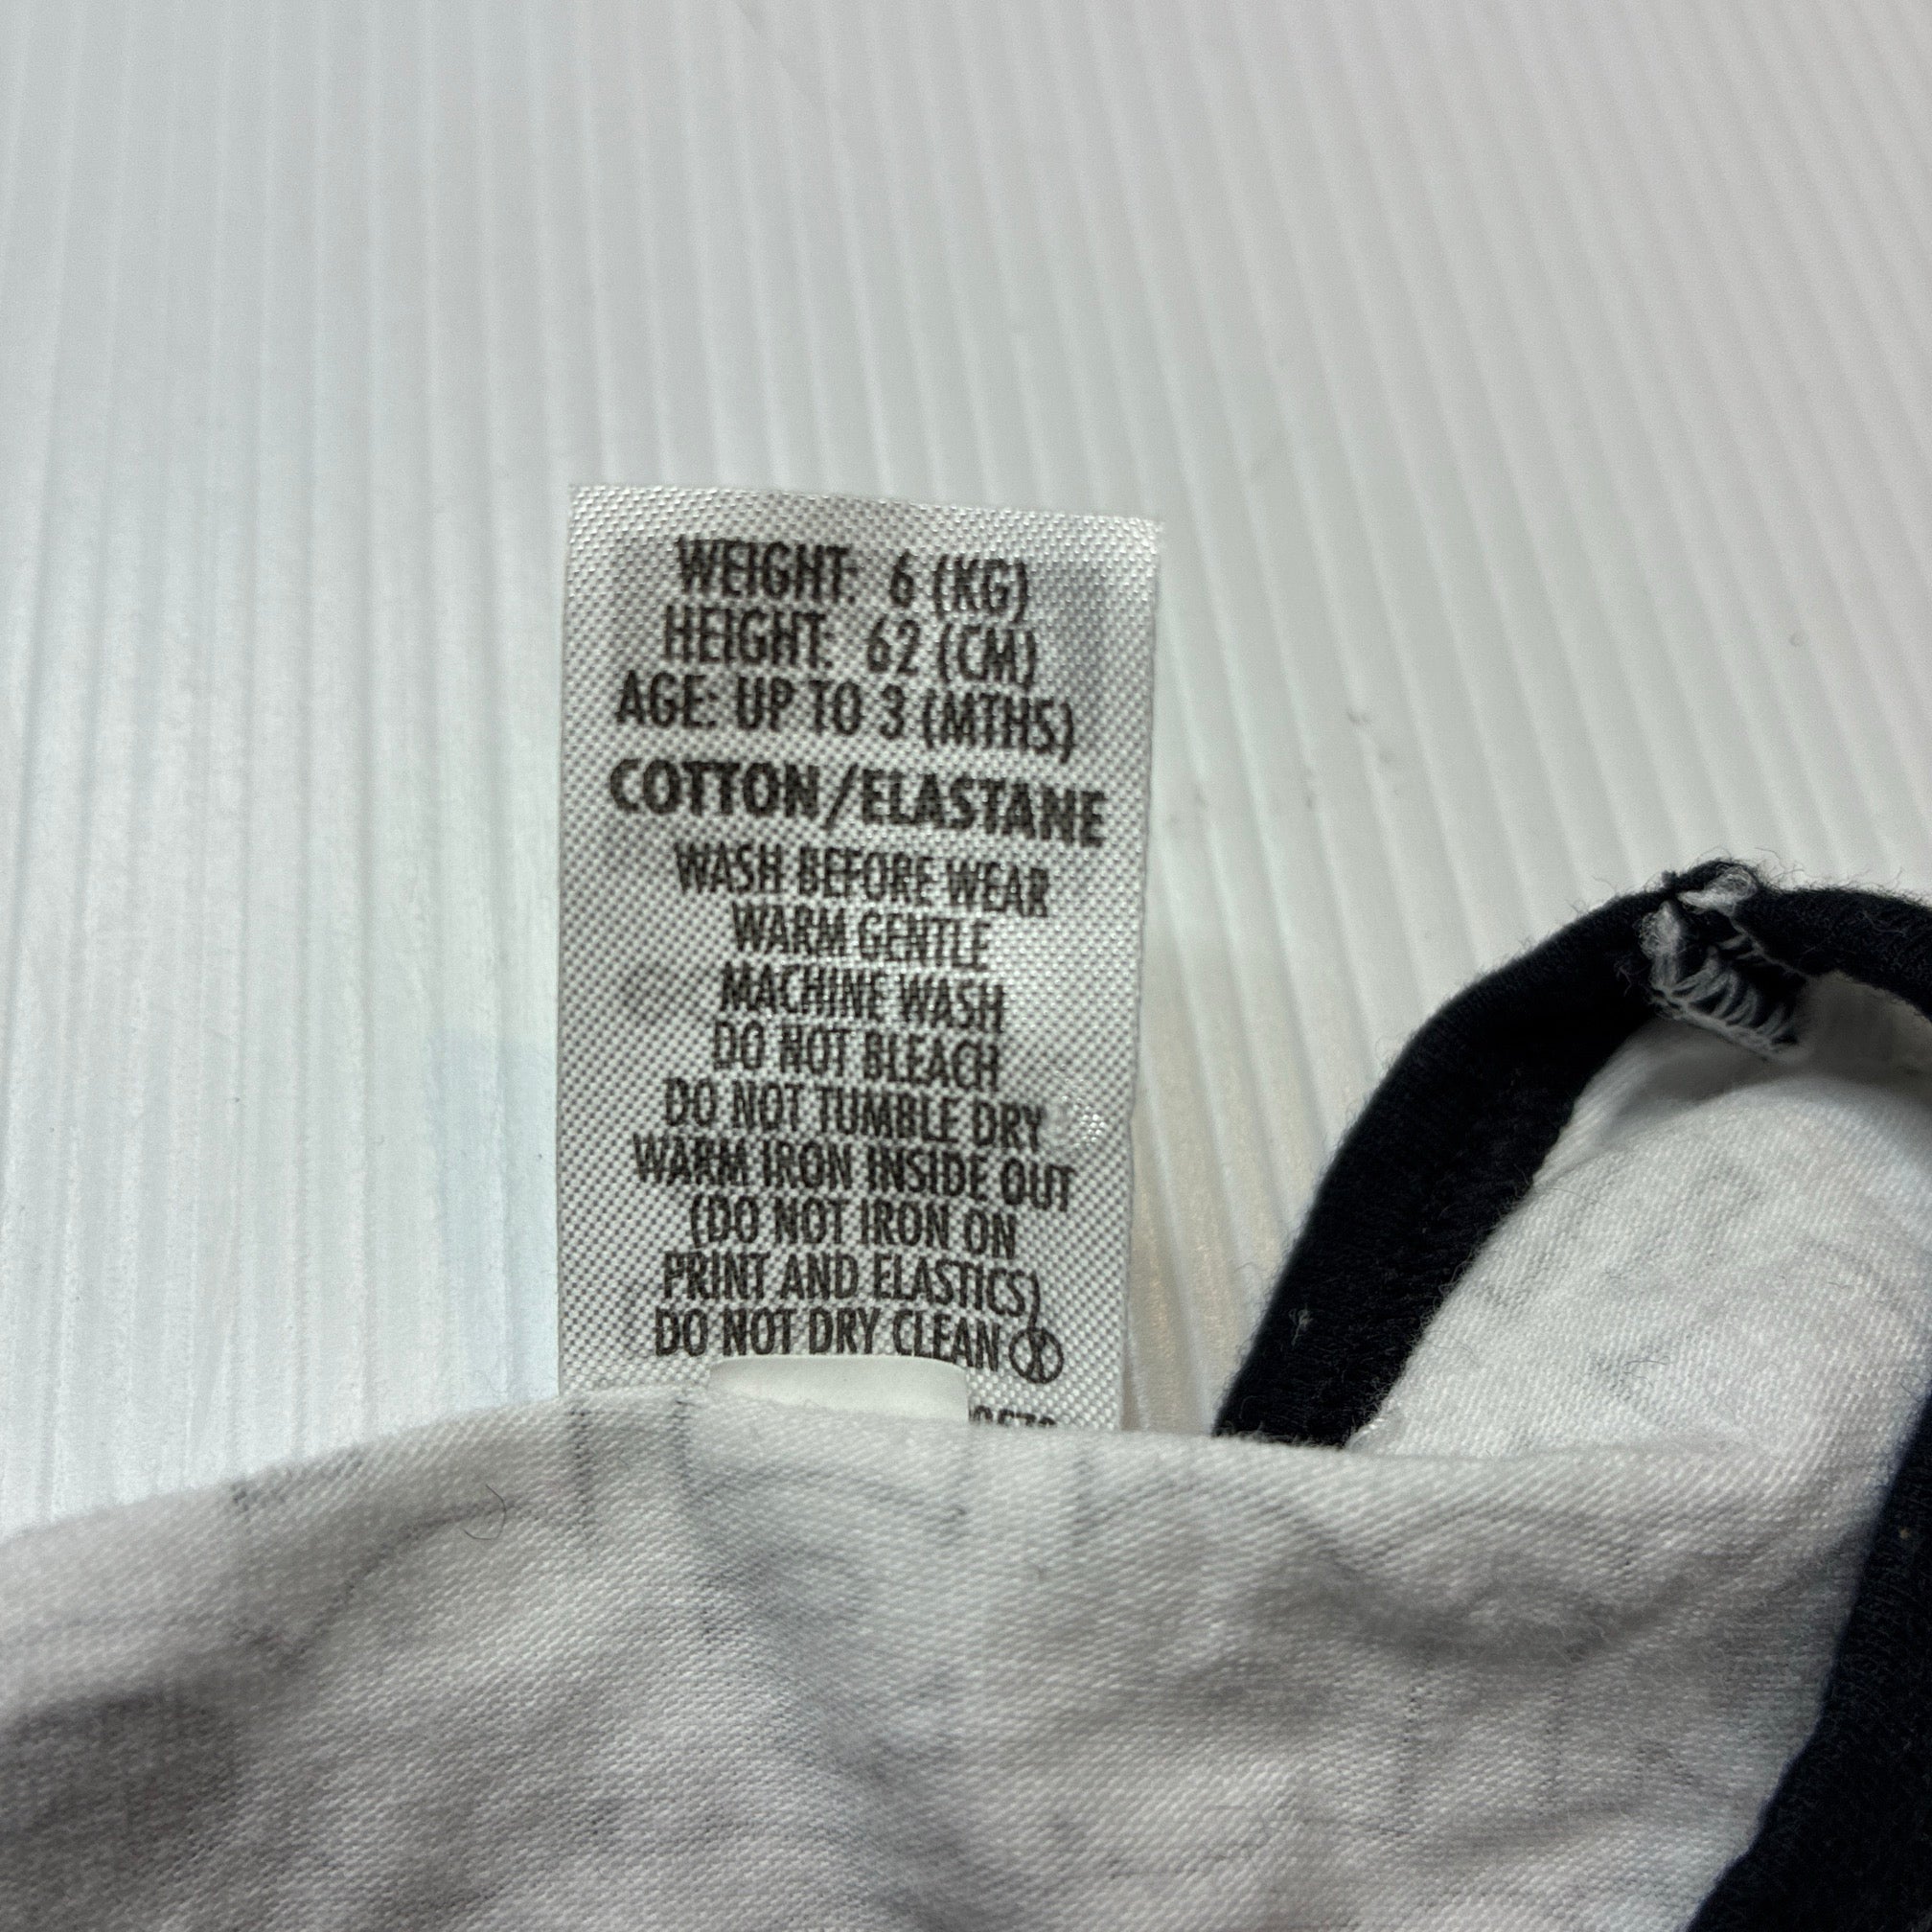 WEIGHT: 6 (KG)
HEIGHT: 62 (CM)
AGE: UP TO 3 (MTHS)
COTTON/ELASTANE
WASH BEFORE WEAR
WARM GENTLE
MACHINE WASH
DO NOT BLEACH
DO NOT TUMBLE DRY
WARM IRON INSIDE OUT
(DO NOT IRON ON
PRINT AND ELASTICS)
DO NOT DRY CLEAN